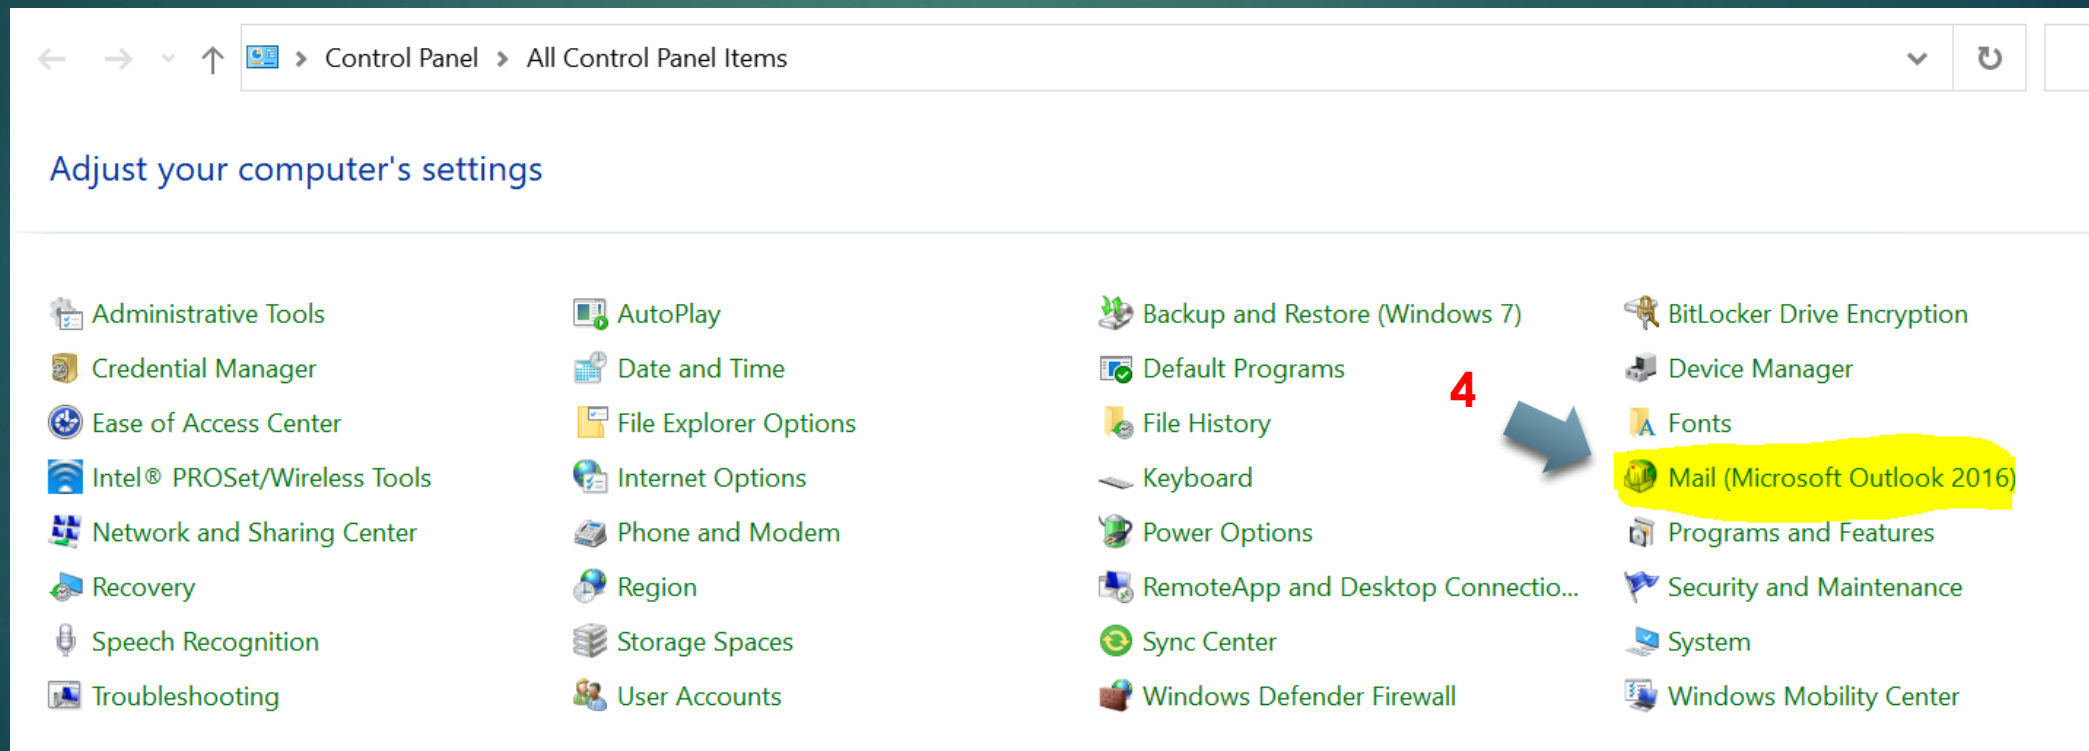 Control Panel > All Control Panel Items
Adjust your computer's settings
Administrative Tools
AutoPlay
Backup and Restore (Windows 7)
BitLocker Drive Encryption
Credential Manager
Date and Time
Default Programs
Device Manager
4
Ease of Access Center
File Explorer Options
File History
Fonts
Intel® PROSet/Wireless Tools
Internet Options
Keyboard
Mail (Microsoft Outlook 2016)
Network and Sharing Center
Phone and Modem
Power Options
Programs and Features
Recovery
Region
RemoteApp and Desktop Connectio...
Security and Maintenance
Speech Recognition
Storage Spaces
Sync Center
System
Troubleshooting
User Accounts
Windows Defender Firewall
Windows Mobility Center